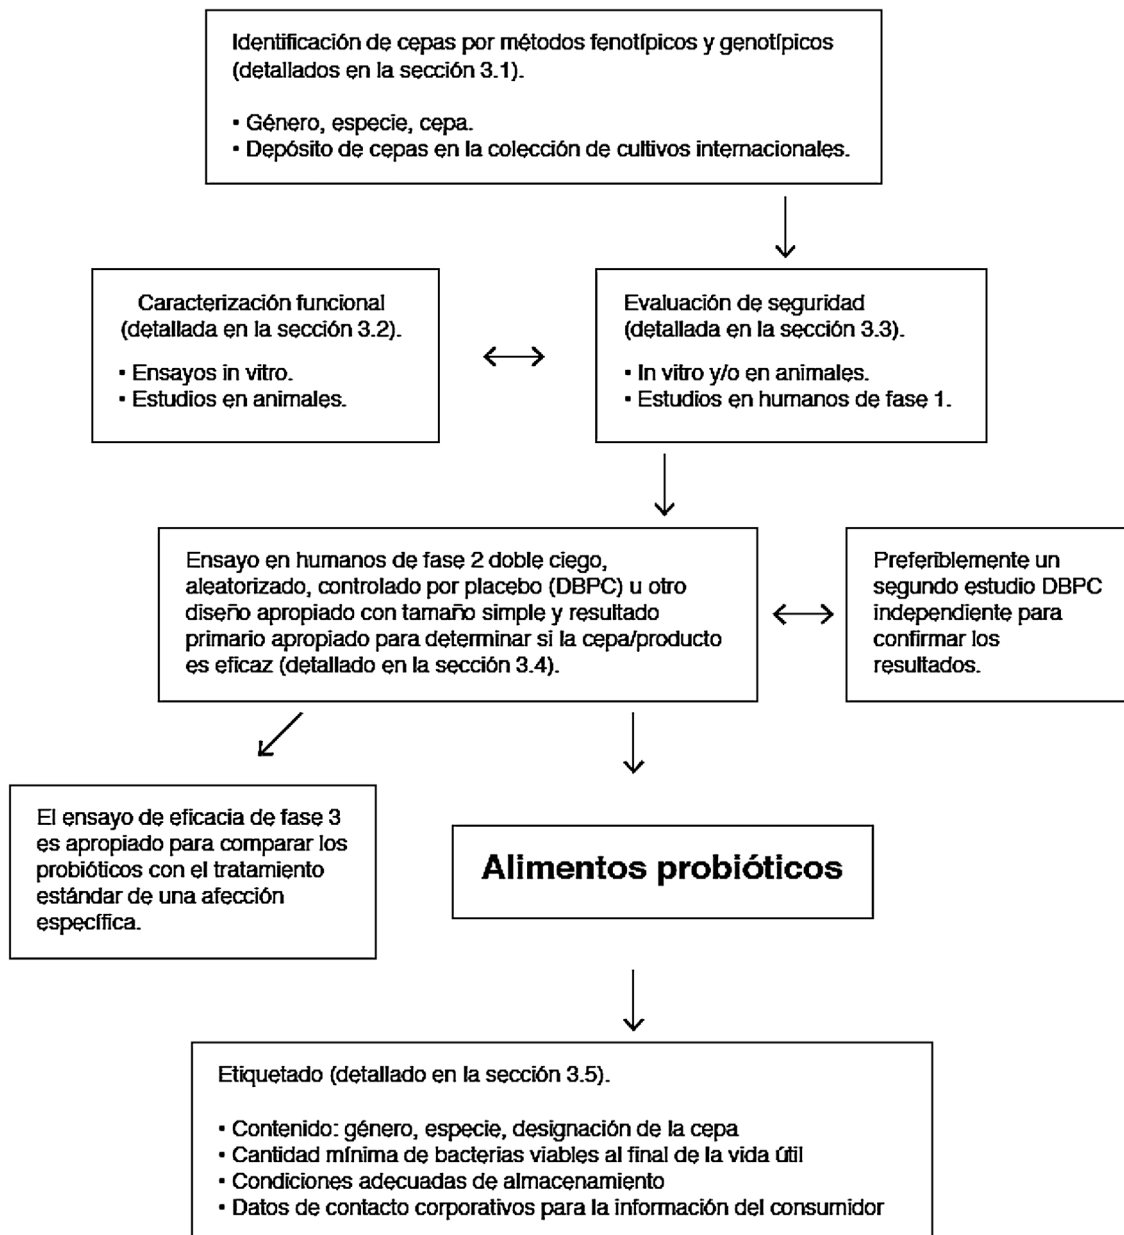 Identificación de cepas por métodos fenotípicos y genotípicos
(detallados en la sección 3.1).
• Género, especie, cepa.
• Depósito de cepas en la colección de cultivos internacionales.
Caracterización funcional
(detallada en la sección 3.2).
• Ensayos in vitro.
• Estudios en animales.
Evaluación de seguridad
(detallada en la sección 3.3).
• In vitro y/o en animales.
• Estudios en humanos de fase 1.
Ensayo en humanos de fase 2 doble ciego,
aleatorizado, controlado por placebo (DBPC) u otro
diseño apropiado con tamaño simple y resultado
primario apropiado para determinar si la cepa/producto
es eficaz (detallado en la sección 3.4).
Preferiblemente un
segundo estudio DBPC
independiente para
confirmar los
resultados.
El ensayo de eficacia de fase 3
es apropiado para comparar los
probióticos con el tratamiento
estándar de una afección
específica.
Alimentos probióticos
Etiquetado (detallado en la sección 3.5).
• Contenido: género, especie, designación de la cepa
• Cantidad mínima de bacterias viables al final de la vida útil
• Condiciones adecuadas de almacenamiento
• Datos de contacto corporativos para la información del consumidor